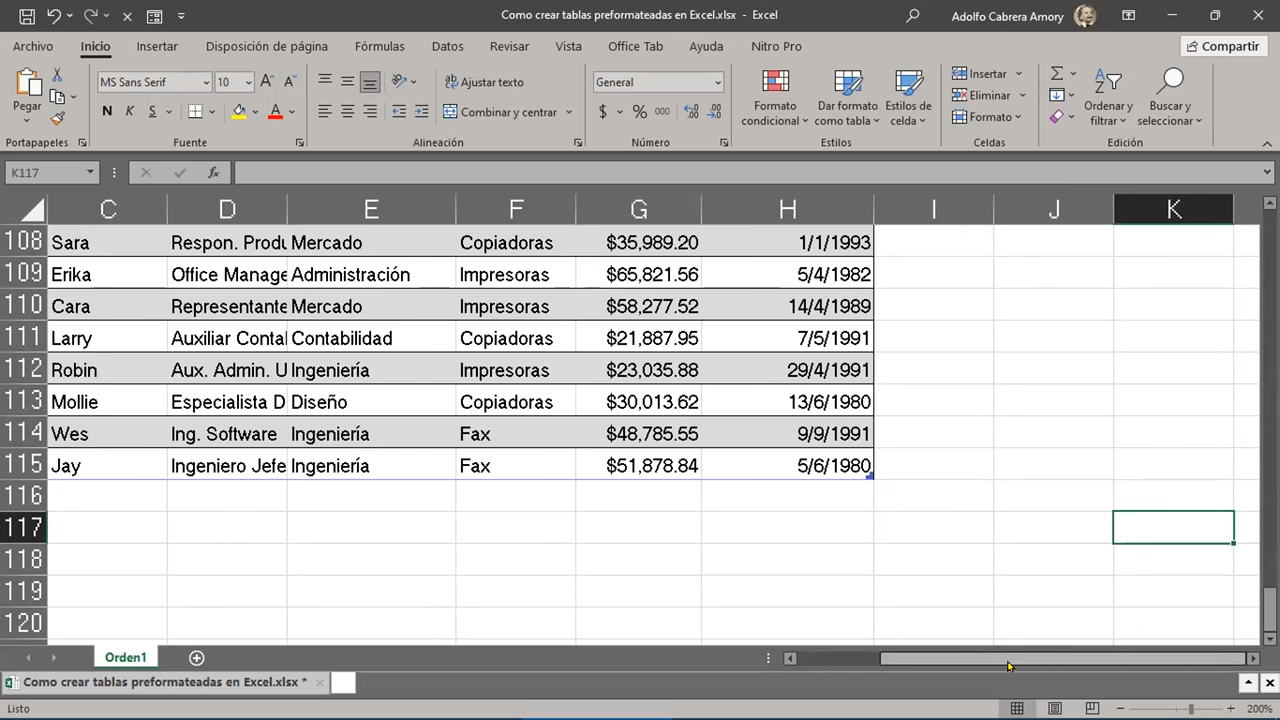 Como crear tablas preformateadas en Excel.xlsx - Excel
Adolfo Cabrera Amory
Archivo Inicio Insertar Disposición de página Fórmulas Datos Revisar Vista Office Tab Ayuda Nitro Pro Compartir
Pegar
Portapapeles
MS Sans Serif 10
N K S
Fuente
Ajustar texto
Combinar y centrar
Alineación
General
$ % 000
Número
Formato condicional
Dar formato como tabla
Estilos de celda
Estilos
Insertar
Eliminar
Formato
Celdas
Ordenar y filtrar
Buscar y seleccionar
Edición
K117 fx
C D E F G H I J K
108 Sara Respon. Produ Mercado Copiadoras $35,989.20 1/1/1993
109 Erika Office Manage Administración Impresoras $65,821.56 5/4/1982
110 Cara Representante Mercado Impresoras $58,277.52 14/4/1989
111 Larry Auxiliar Contal Contabilidad Copiadoras $21,887.95 7/5/1991
112 Robin Aux. Admin. U Ingeniería Impresoras $23,035.88 29/4/1991
113 Mollie Especialista D Diseño Copiadoras $30,013.62 13/6/1980
114 Wes Ing. Software Ingeniería Fax $48,785.55 9/9/1991
115 Jay Ingeniero Jefe Ingeniería Fax $51,878.84 5/6/1980
116
117
118
119
120
Orden1
Como crear tablas preformateadas en Excel.xlsx *
Listo 200%